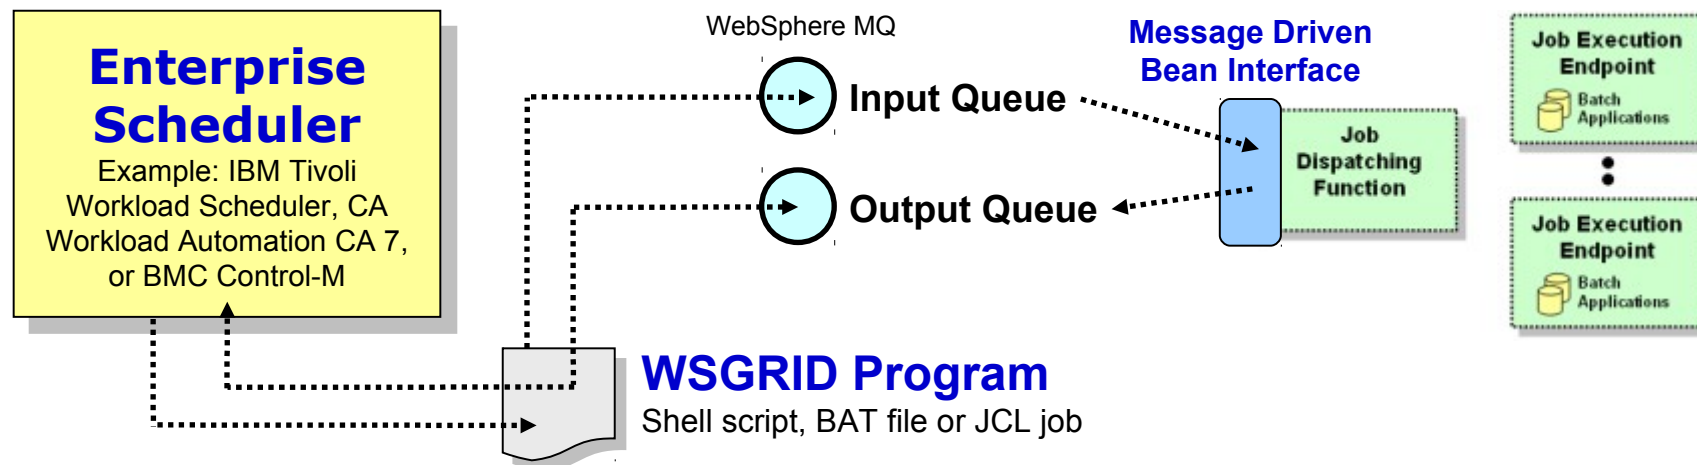 Enterprise
Scheduler
Example: IBM Tivoli
Workload Scheduler, CA
Workload Automation CA 7,
or BMC Control-M
WebSphere MQ
Input Queue
Output Queue
Message Driven
Bean Interface
Job
Dispatching
Function
Job Execution
Endpoint
Batch
Applications
Job Execution
Endpoint
Batch
Applications
WSGRID Program
Shell script, BAT file or JCL job